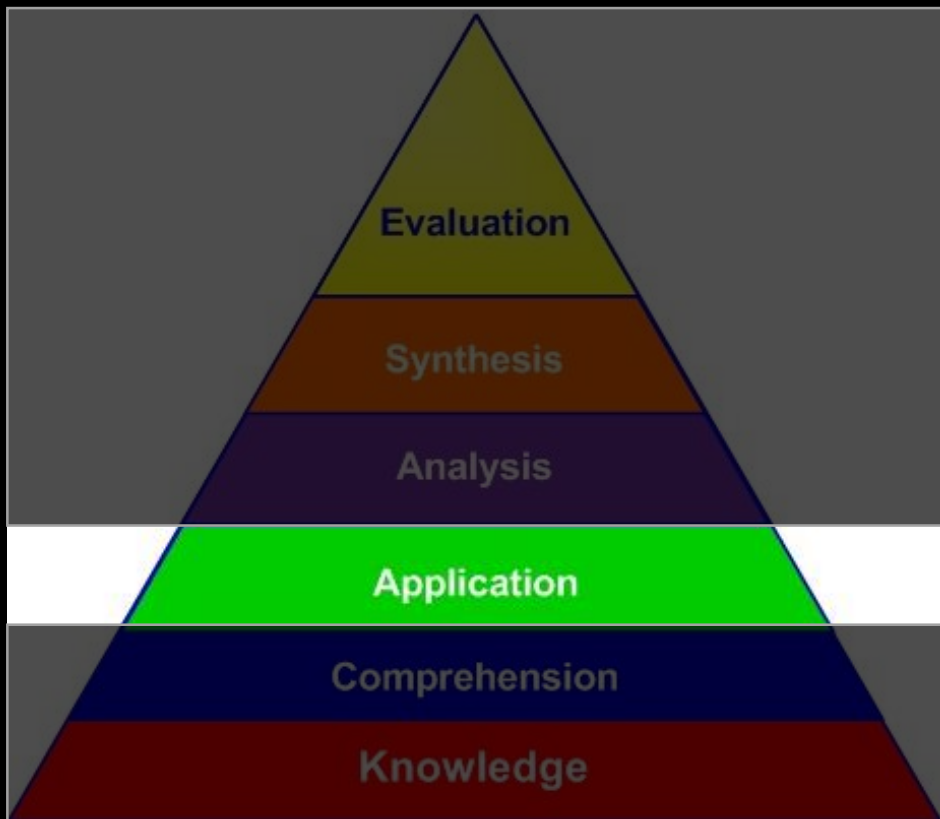 Evaluation
Synthesis
Analysis
Application
Comprehension
Knowledge